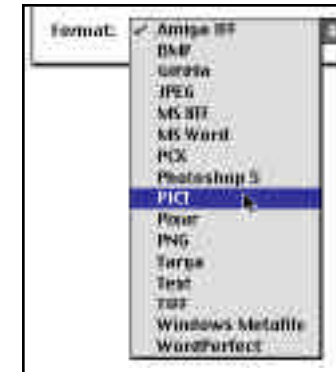 Format: ✓ Amiga IFF
BMP
JPEG
MS RTF
MS Word
PCX
Photoshop 5
PICT
Pixar
PNG
Targa
Text
TIFF
Windows Metafile
WordPerfect